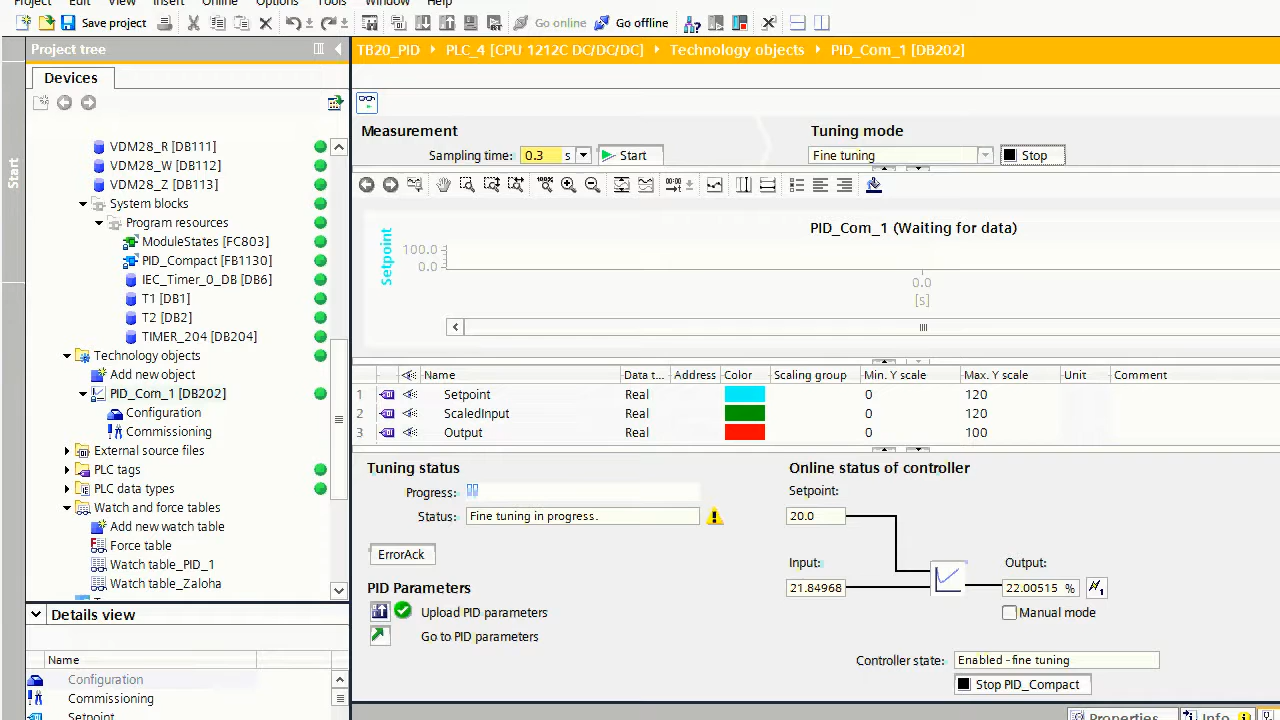 Project Edit View Insert Online Options Tools Window Help
Save project
Go online
Go offline
Project tree
TB20_PID
PLC_4 [CPU 1212C DC/DC/DC]
Technology objects
PID_Com_1 [DB202]
Devices
Start
VDM28_R [DB111]
VDM28_W [DB112]
VDM28_Z [DB113]
System blocks
Program resources
ModuleStates [FC803]
PID_Compact [FB1130]
IEC_Timer_0_DB [DB6]
T1 [DB1]
T2 [DB2]
TIMER_204 [DB204]
Technology objects
Add new object
PID_Com_1 [DB202]
Configuration
Commissioning
External source files
PLC tags
PLC data types
Watch and force tables
Add new watch table
Force table
Watch table_PID_1
Watch table_Zaloha
Details view
Name
Configuration
Commissioning
Setpoint
Measurement
Sampling time: 0.3 s Start
Tuning mode
Fine tuning Stop
PID_Com_1 (Waiting for data)
Setpoint
100.0
0.0
0.0
[s]
Name Data t... Address Color Scaling group Min. Y scale Max. Y scale Unit Comment
1 Setpoint Real 0 120
2 ScaledInput Real 0 120
3 Output Real 0 100
Tuning status
Progress:
Status: Fine tuning in progress.
ErrorAck
PID Parameters
Upload PID parameters
Go to PID parameters
Online status of controller
Setpoint:
20.0
Input:
21.84968
Output:
22.00515 %
Manual mode
Controller state: Enabled - fine tuning
Stop PID_Compact
Properties
Info